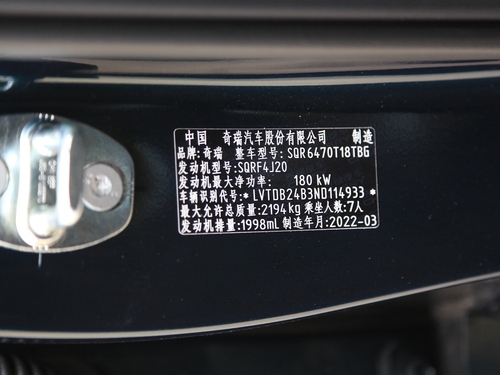 中国 奇瑞汽车股份有限公司 制造
品牌:奇瑞 整车型号:SQR6470T18TBG
发动机型号:SQRF4J20
发动机最大净功率: 180 kW
车辆识别代号:*LVTDB24B3ND114933*
最大允许总质量:2194kg 乘坐人数:7人
发动机排量:1998mL 制造年月:2022-03